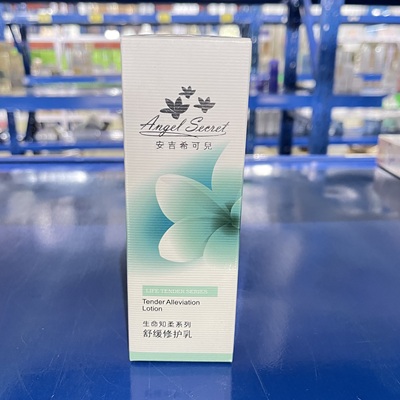 Angel Secret
安吉希可兒
LIFE TENDER SERIES
Tender Alleviation
Lotion
生命知柔系列
舒缓修护乳